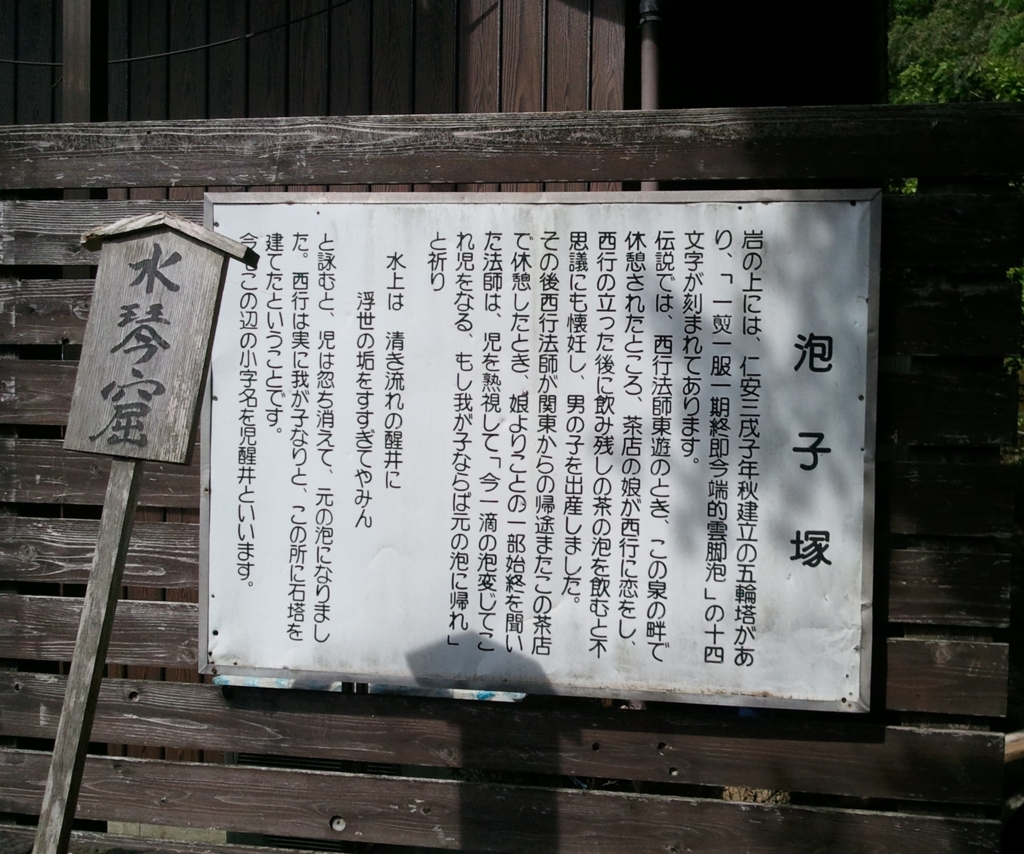 泡子塚
岩の上には、仁安三戌子年秋建立の五輪塔があ
り、「一煎一服一期終即今端的雲脚泡」の十四
文字が刻まれてあります。
伝説では、西行法師東遊のとき、この泉の畔で
休憩されたところ、茶店の娘が西行に恋をし、
西行の立った後に飲み残しの茶の泡を飲むと不
思議にも懐妊し、男の子を出産しました。
その後西行法師が関東からの帰途またこの茶店
で休憩したとき、娘よりことの一部始終を聞い
た法師は、児を熟視して「今一滴の泡変じてこ
れ児をなる、もし我が子ならば元の泡に帰れ」
と祈り
水上は 清き流れの醒井に
浮世の垢をすすぎてやみん
と詠むと、児は忽ち消えて、元の泡になりまし
た。西行は実に我が子なりと、この所に石塔を
建てたということです。
今もこの辺の小字名を児醒井といいます。
水琴窟